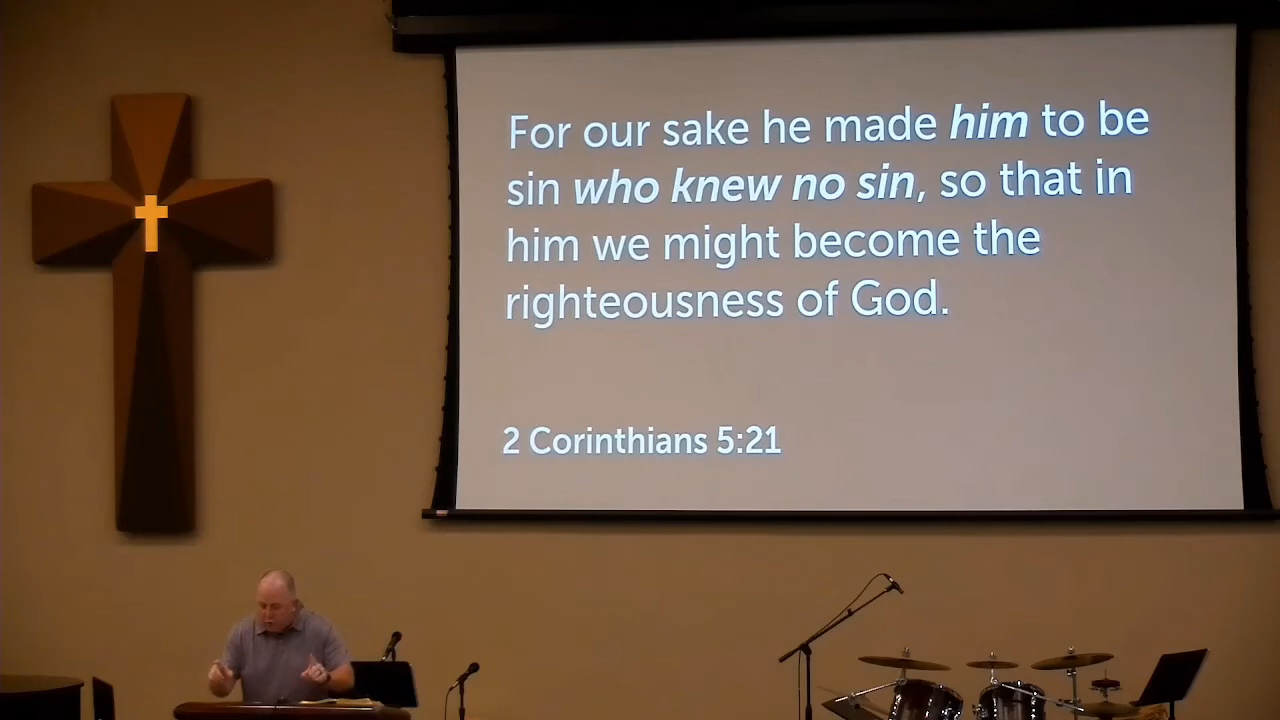 For our sake he made him to be
sin who knew no sin, so that in
him we might become the
righteousness of God.
2 Corinthians 5:21